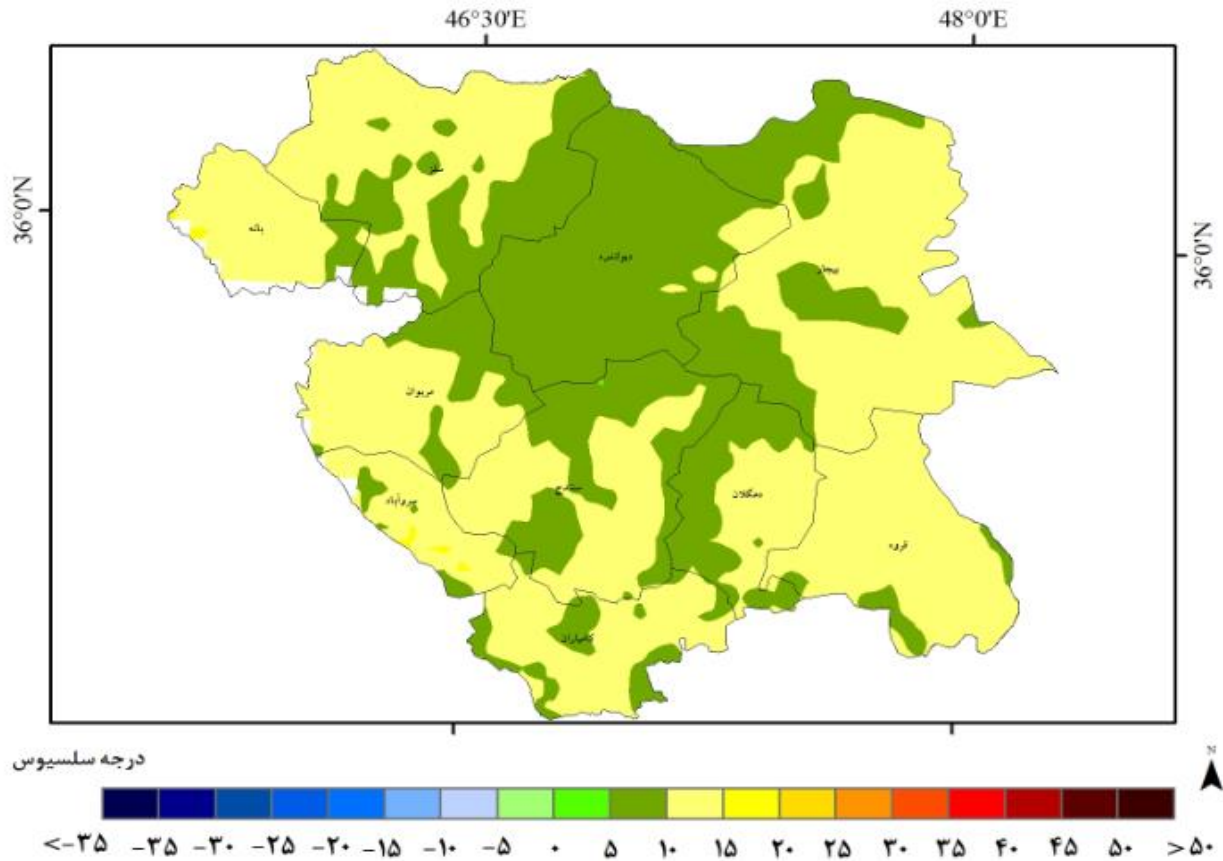 46°30'E 48°0'E
36°0'N
36°0'N
سقز
بانه
دیواندره
بیجار
مریوان
سنندج
دهگلان
سروآباد
قروه
کامیاران
درجه سلسیوس
N
<-۳۵ -۳۵ -۳۰ -۲۵ -۲۰ -۱۵ -۱۰ -۵ ۰ ۵ ۱۰ ۱۵ ۲۰ ۲۵ ۳۰ ۳۵ ۴۰ ۴۵ ۵۰ >۵۰